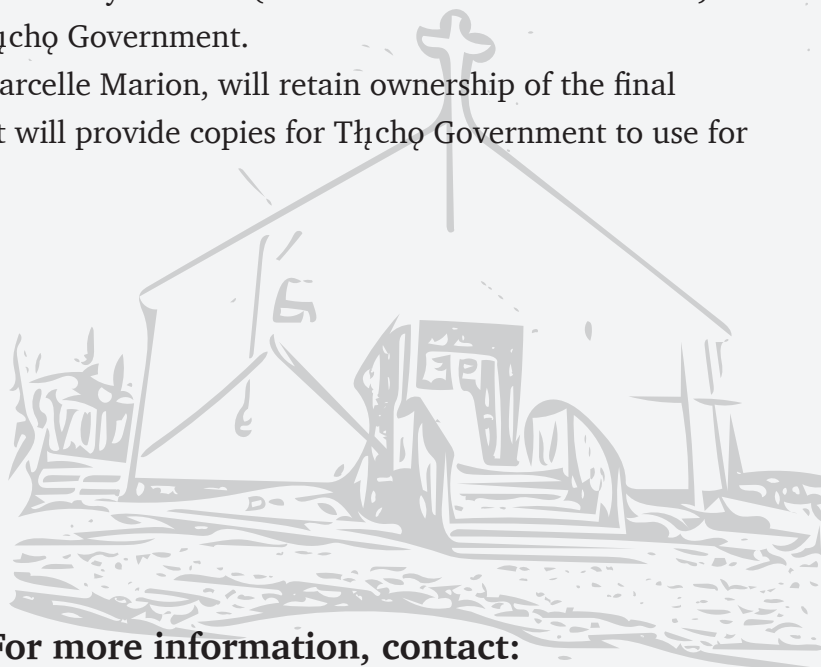 łı̨chǫ Government.
arcelle Marion, will retain ownership of the final
t will provide copies for Tłı̨chǫ Government to use for
For more information, contact: